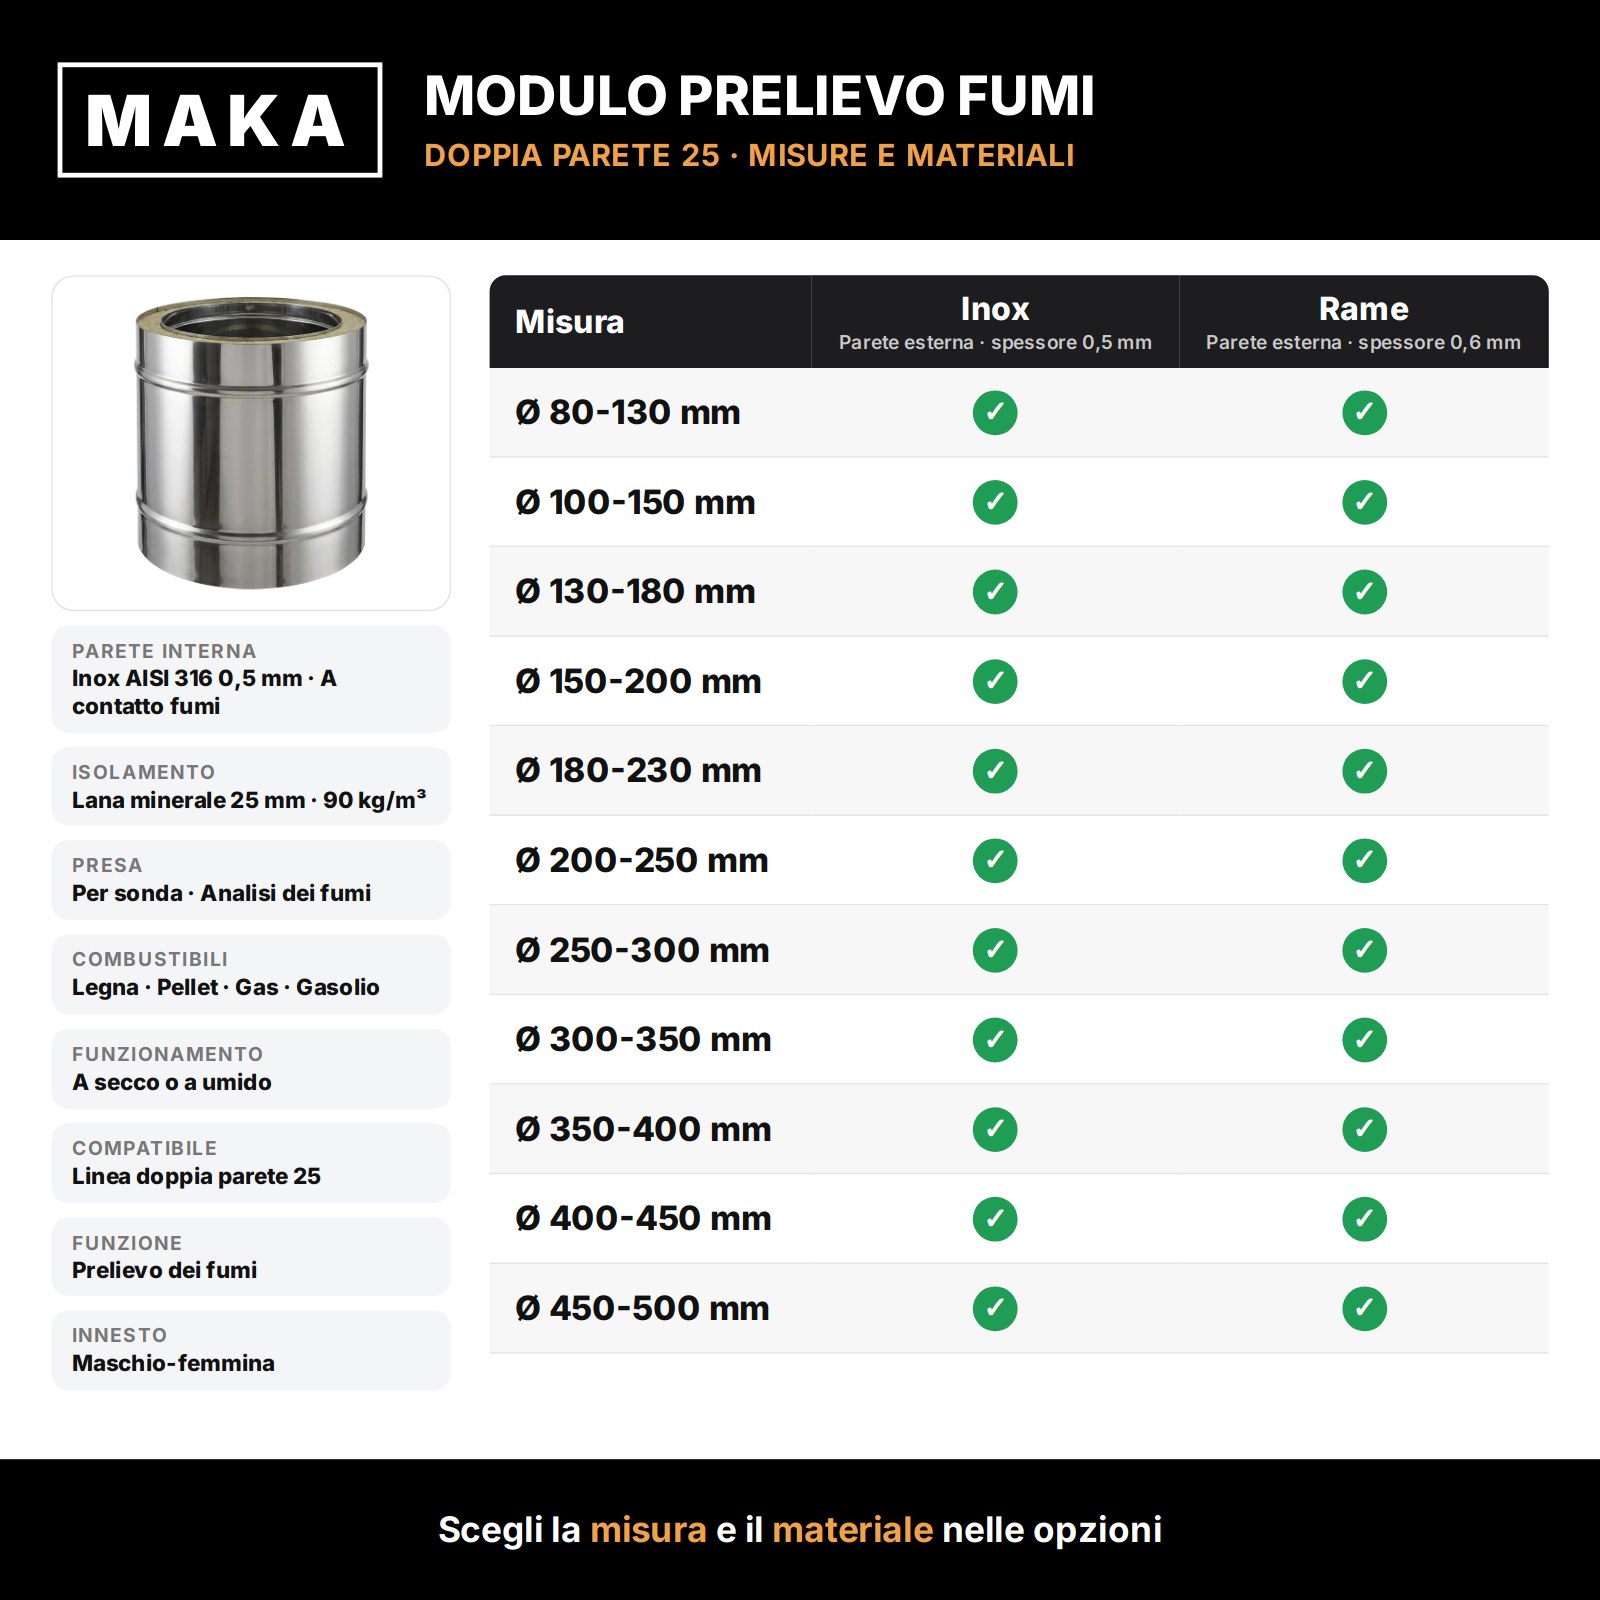 MAKA
MODULO PRELIEVO FUMI
DOPPIA PARETE 25 · MISURE E MATERIALI
PARETE INTERNA
Inox AISI 316 0,5 mm · A
contatto fumi
ISOLAMENTO
Lana minerale 25 mm · 90 kg/m³
PRESA
Per sonda · Analisi dei fumi
COMBUSTIBILI
Legna · Pellet · Gas · Gasolio
FUNZIONAMENTO
A secco o a umido
COMPATIBILE
Linea doppia parete 25
FUNZIONE
Prelievo dei fumi
INNESTO
Maschio-femmina
Misura Inox Rame
Parete esterna · spessore 0,5 mm Parete esterna · spessore 0,6 mm
Ø 80-130 mm ✓ ✓
Ø 100-150 mm ✓ ✓
Ø 130-180 mm ✓ ✓
Ø 150-200 mm ✓ ✓
Ø 180-230 mm ✓ ✓
Ø 200-250 mm ✓ ✓
Ø 250-300 mm ✓ ✓
Ø 300-350 mm ✓ ✓
Ø 350-400 mm ✓ ✓
Ø 400-450 mm ✓ ✓
Ø 450-500 mm ✓ ✓
Scegli la misura e il materiale nelle opzioni